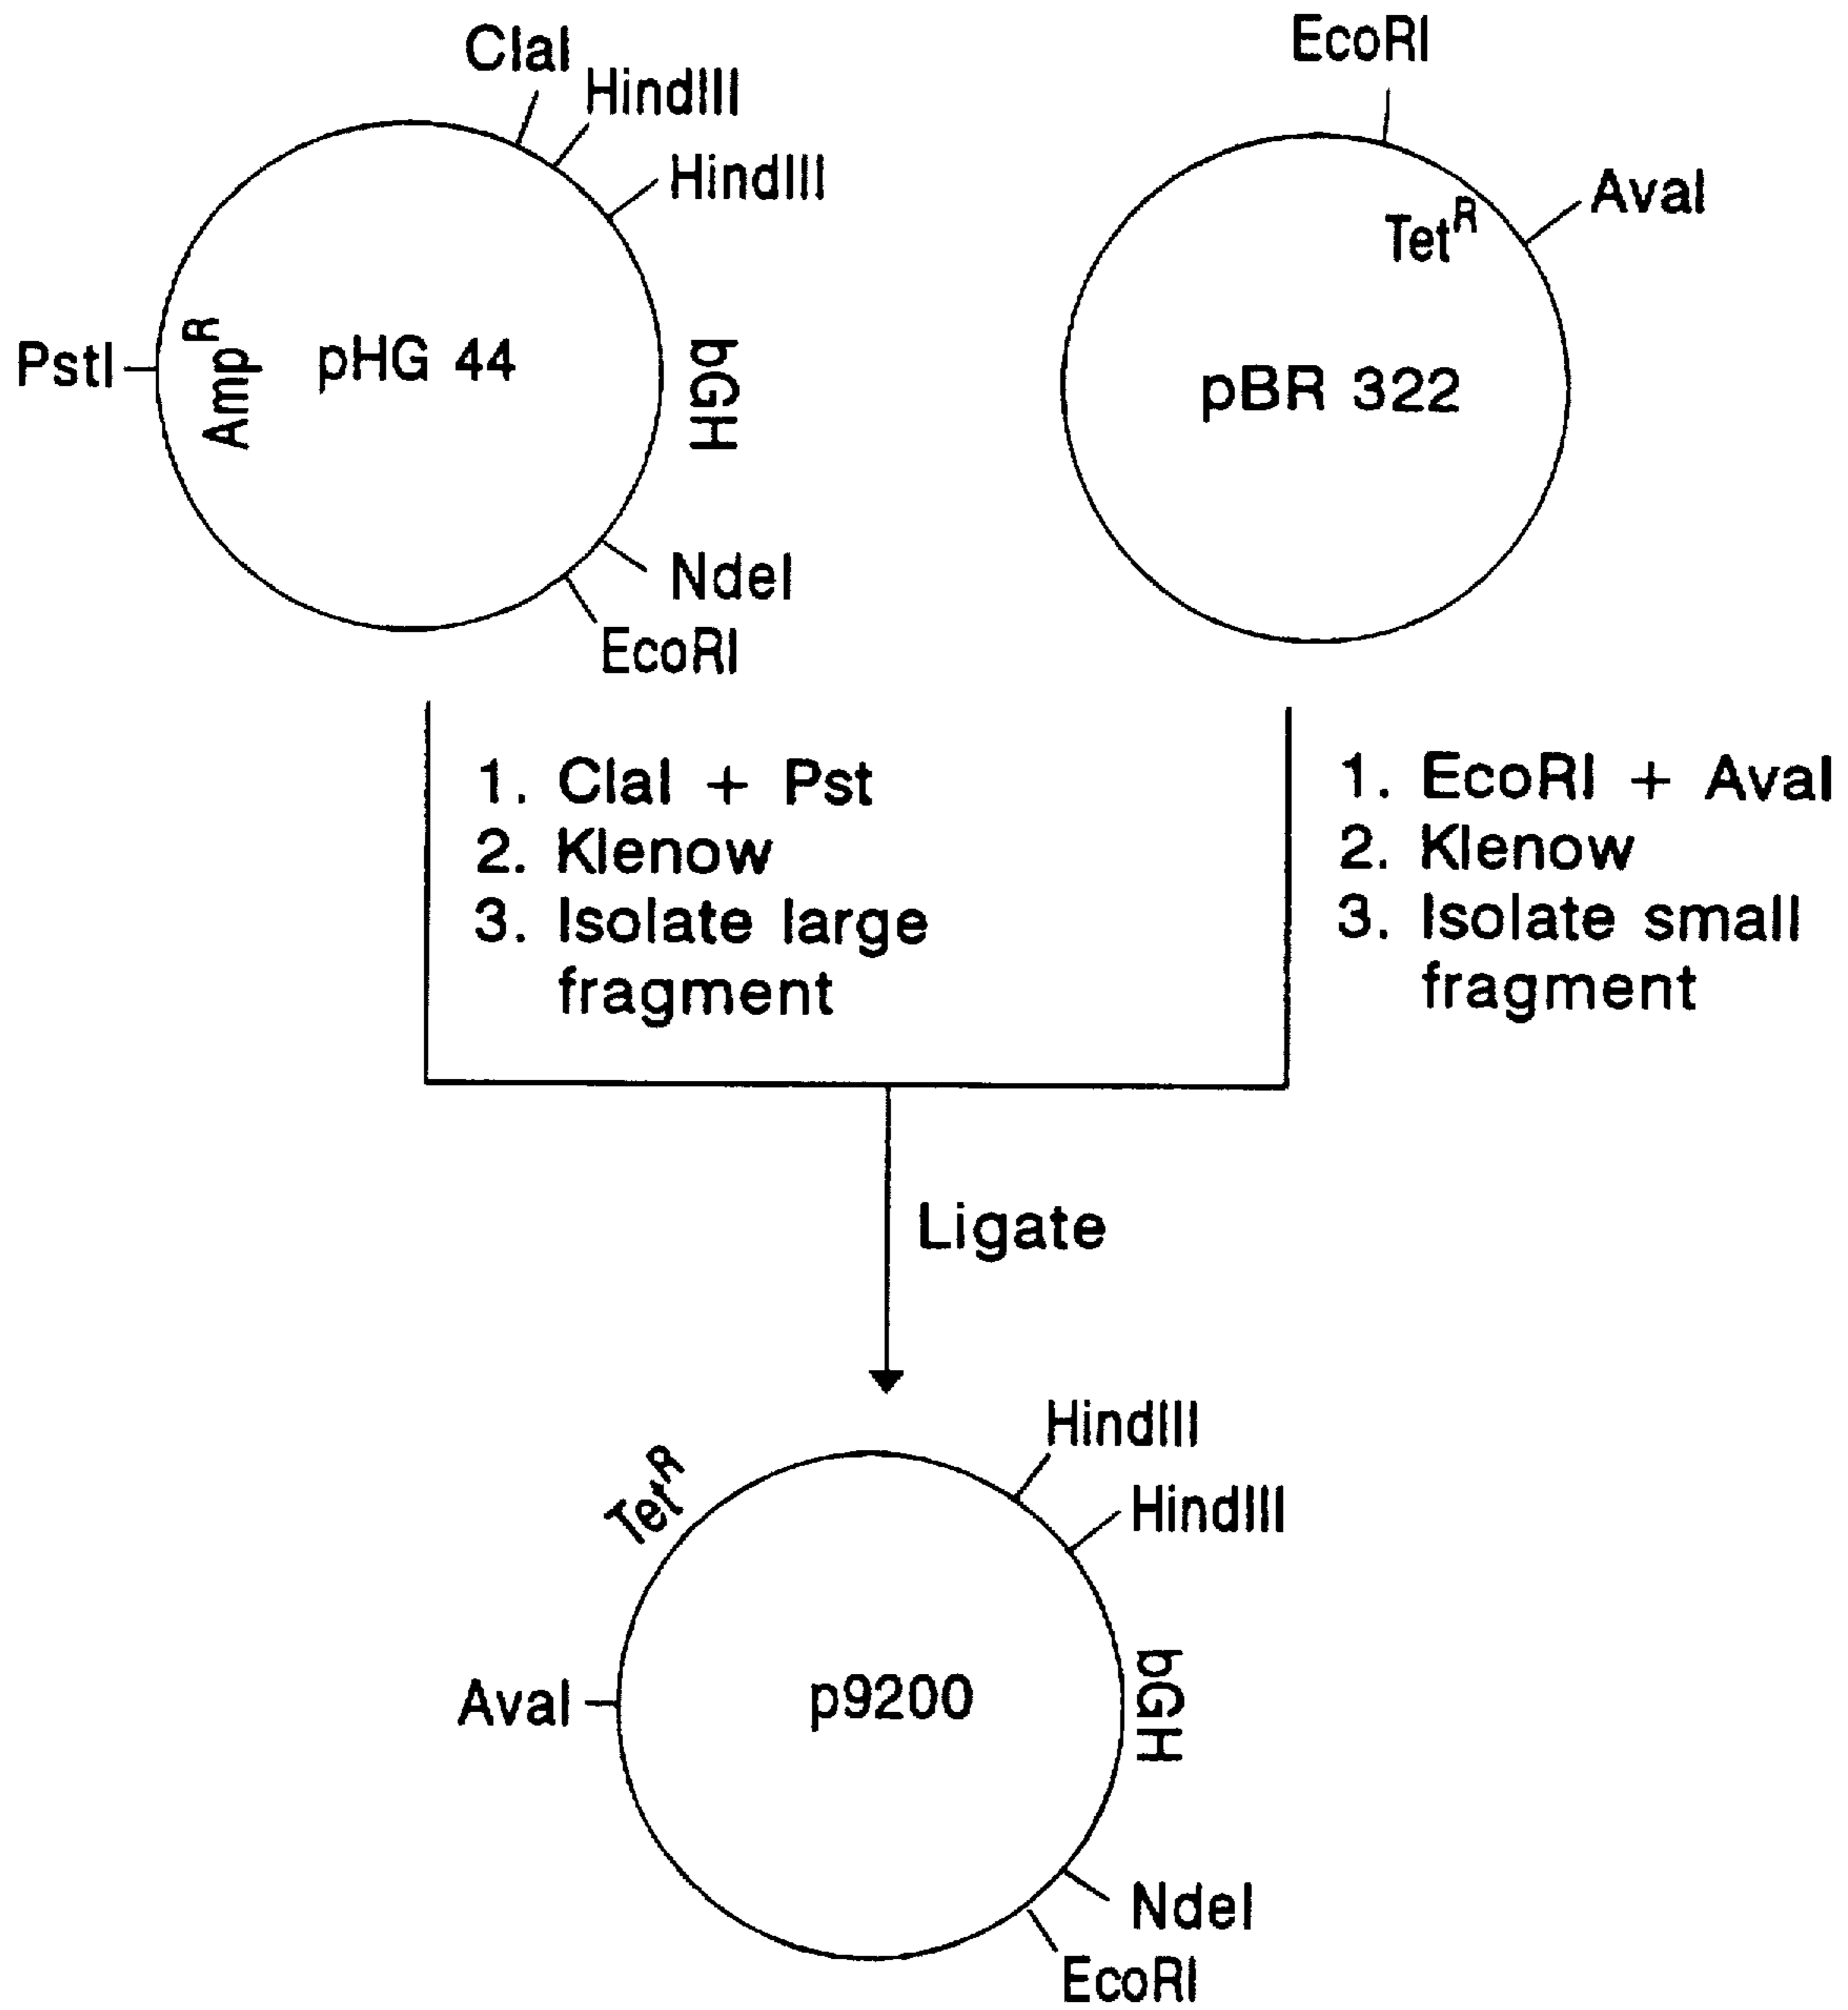 ClaI
HindIII
HindIII
PstI
Amp R
pHG 44
bGH
NdeI
EcoRI
EcoRI
AvaI
Tet R
pBR 322
1. ClaI + Pst
2. Klenow
3. Isolate large
fragment
1. EcoRI + AvaI
2. Klenow
3. Isolate small
fragment
Ligate
HindIII
HindIII
Tet R
AvaI
p9200
bGH
NdeI
EcoRI